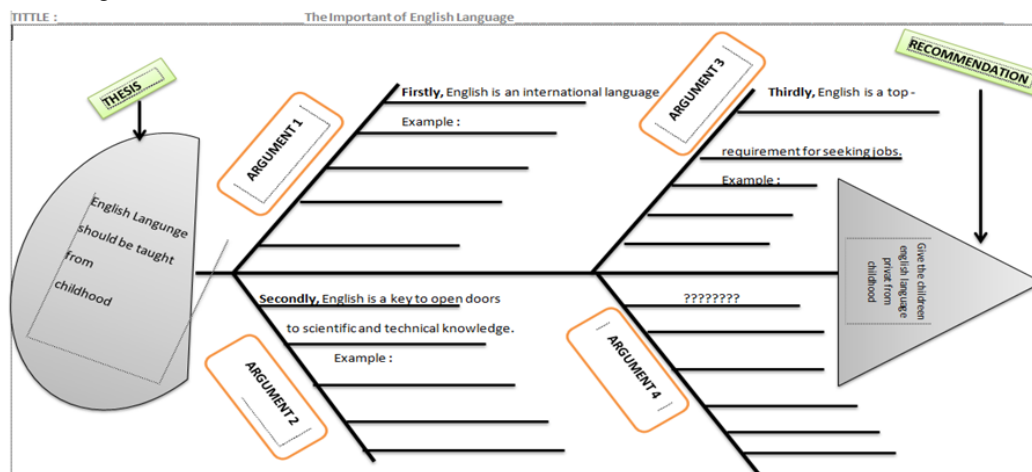 TITTLE : The Important of English Language
THESIS
English Langunge
should be taught
from
childhood
ARGUMENT 1
Firstly, English is an international language
Example :
ARGUMENT 2
Secondly, English is a key to open doors
to scientific and technical knowledge.
Example :
ARGUMENT 3
Thirdly, English is a top -
requirement for seeking jobs.
Example :
ARGUMENT 4
????????
RECOMMENDATION
Give the childreen
english language
privat from
childhood